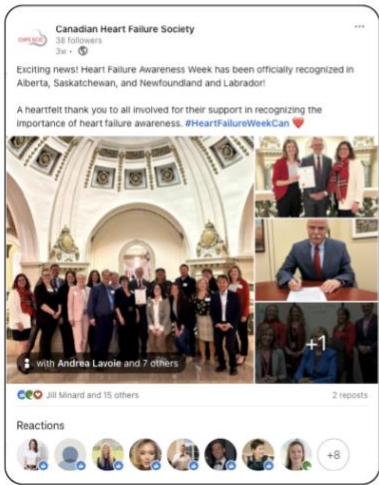 Canadian Heart Failure Society
38 followers
3w •
Exciting news! Heart Failure Awareness Week has been officially recognized in
Alberta, Saskatchewan, and Newfoundland and Labrador!
A heartfelt thank you to all involved for their support in recognizing the
importance of heart failure awareness. #HeartFailureWeekCan ❤️
+1
with Andrea Lavoie and 7 others
Jill Minard and 15 others
2 reposts
Reactions
+8